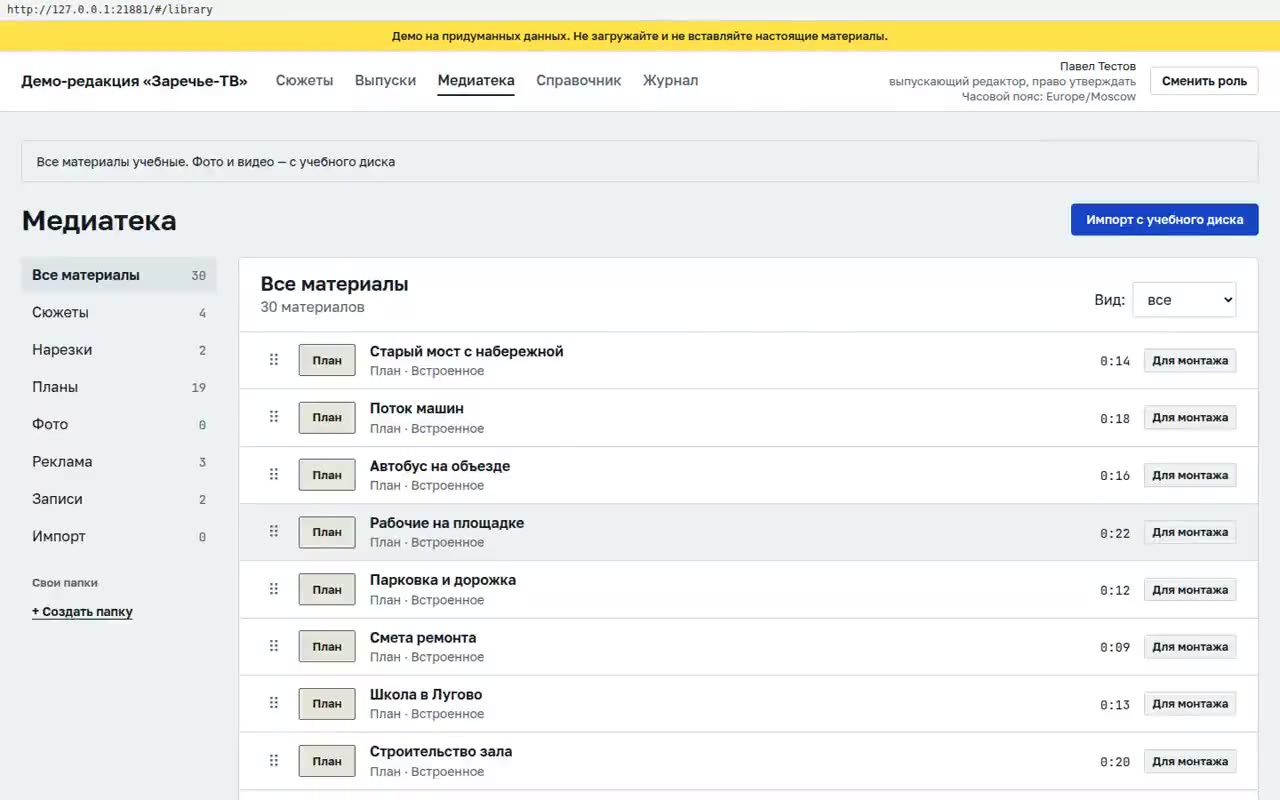 http://127.0.0.1:21881/#/library
Демо на придуманных данных. Не загружайте и не вставляйте настоящие материалы.
Демо-редакция «Заречье-ТВ»
Сюжеты
Выпуски
Медиатека
Справочник
Журнал
Павел Тестов
выпускающий редактор, право утверждать
Часовой пояс: Europe/Moscow
Сменить роль
Все материалы учебные. Фото и видео — с учебного диска
Медиатека
Импорт с учебного диска
Все материалы 30
Сюжеты 4
Нарезки 2
Планы 19
Фото 0
Реклама 3
Записи 2
Импорт 0
Свои папки
+ Создать папку
Все материалы
30 материалов
Вид: все
План
Старый мост с набережной
План · Встроенное
0:14
Для монтажа
План
Поток машин
План · Встроенное
0:18
Для монтажа
План
Автобус на объезде
План · Встроенное
0:16
Для монтажа
План
Рабочие на площадке
План · Встроенное
0:22
Для монтажа
План
Парковка и дорожка
План · Встроенное
0:12
Для монтажа
План
Смета ремонта
План · Встроенное
0:09
Для монтажа
План
Школа в Лугово
План · Встроенное
0:13
Для монтажа
План
Строительство зала
План · Встроенное
0:20
Для монтажа